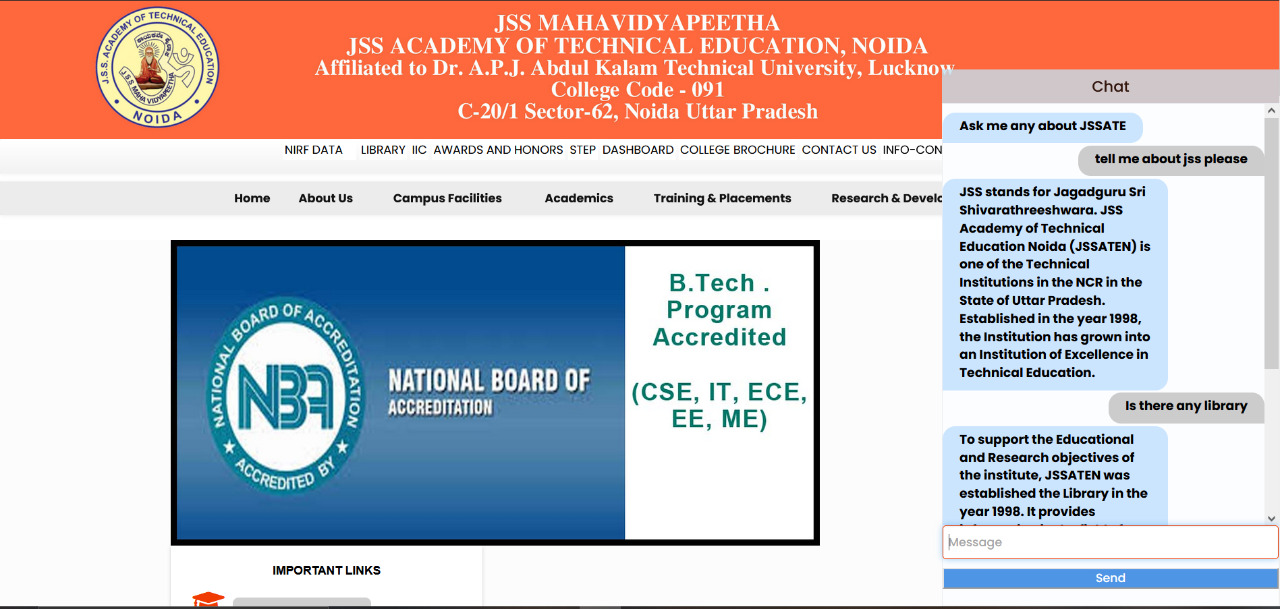 JSS MAHAVIDYAPEETHA
JSS ACADEMY OF TECHNICAL EDUCATION, NOIDA
Affiliated to Dr. A.P.J. Abdul Kalam Technical University, Lucknow
College Code - 091
C-20/1 Sector-62, Noida Uttar Pradesh
J.S.S. ACADEMY OF TECHNICAL EDUCATION
JSS MAHA VIDYAPEETHA
NOIDA
NIRF DATA LIBRARY IIC AWARDS AND HONORS STEP DASHBOARD COLLEGE BROCHURE CONTACT US INFO-CON
Home About Us Campus Facilities Academics Training & Placements Research & Develo
NATIONAL BOARD OF ACCREDITATION
NBA
ACCREDITED BY
NATIONAL BOARD OF
ACCREDITATION
B.Tech .
Program
Accredited
(CSE, IT, ECE,
EE, ME)
IMPORTANT LINKS
Chat
Ask me any about JSSATE
tell me about jss please
JSS stands for Jagadguru Sri
Shivarathreeshwara. JSS
Academy of Technical
Education Noida (JSSATEN) is
one of the Technical
Institutions in the NCR in the
State of Uttar Pradesh.
Established in the year 1998,
the Institution has grown into
an Institution of Excellence in
Technical Education.
Is there any library
To support the Educational
and Research objectives of
the institute, JSSATEN was
established the Library in the
year 1998. It provides
Message
Send